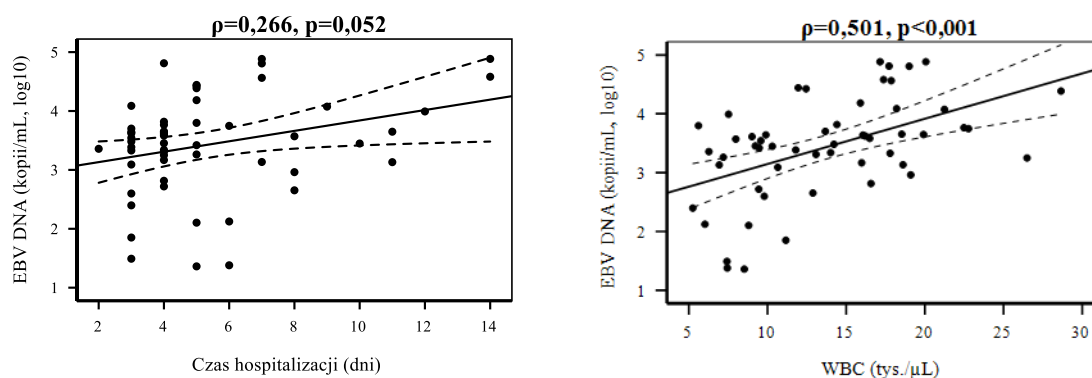 ρ=0,266, p=0,052
EBV DNA (kopii/mL, log10)
5
4
3
2
1
2 4 6 8 10 12 14
Czas hospitalizacji (dni)
ρ=0,501, p<0,001
EBV DNA (kopii/mL, log10)
5
4
3
2
1
5 10 15 20 25 30
WBC (tys./µL)